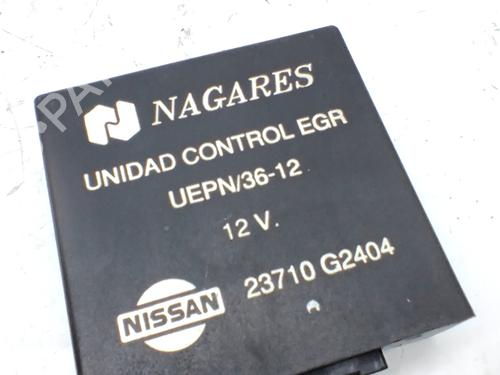 NAGARES
UNIDAD CONTROL EGR
UEPN/36-12
12 V.
NISSAN 23710 G2404